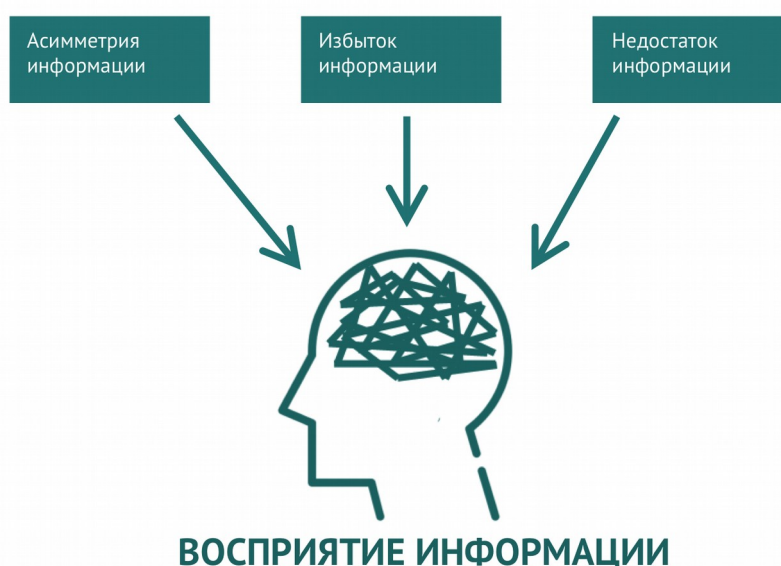 Асимметрия
информации
Избыток
информации
Недостаток
информации
ВОСПРИЯТИЕ ИНФОРМАЦИИ